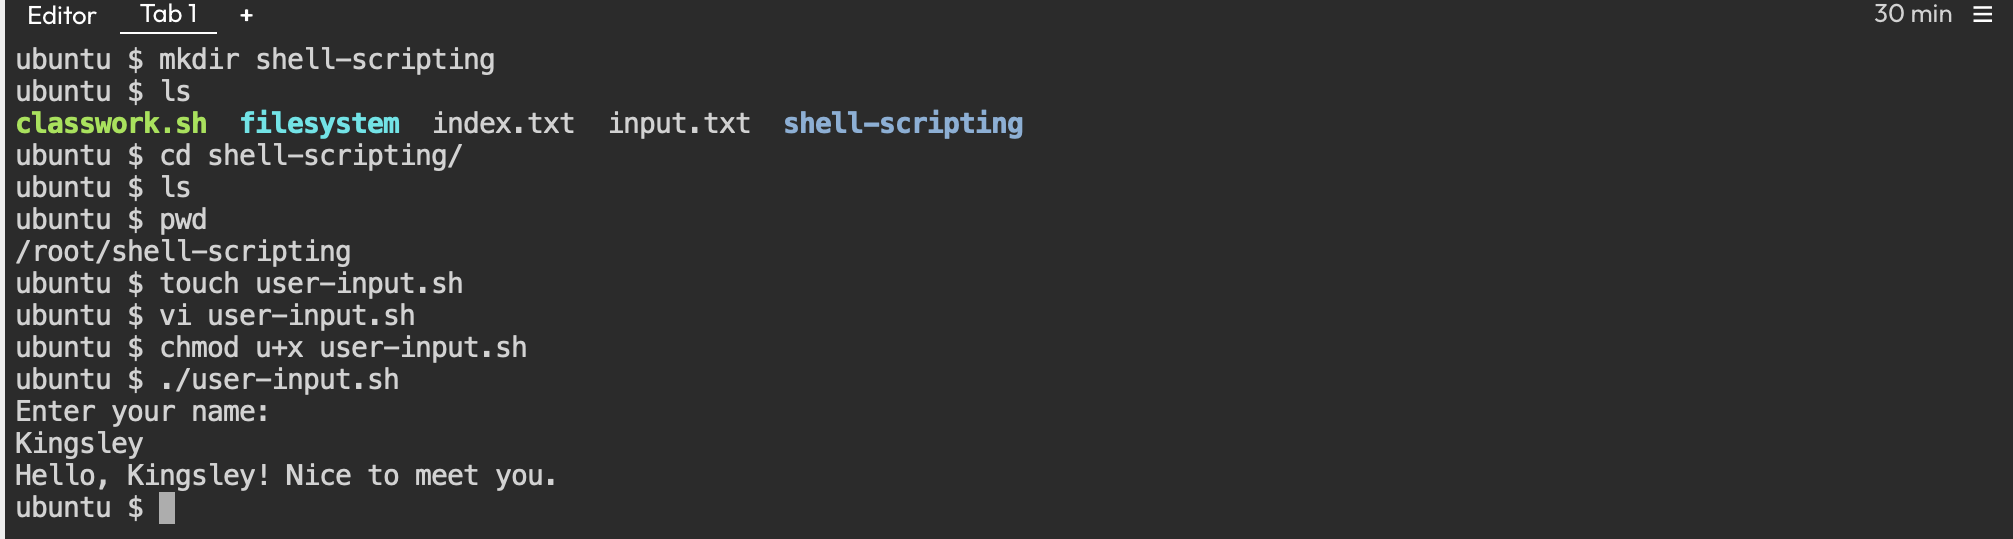 Editor Tab 1 + 30 min
ubuntu $ mkdir shell-scripting
ubuntu $ ls
classwork.sh filesystem index.txt input.txt shell-scripting
ubuntu $ cd shell-scripting/
ubuntu $ ls
ubuntu $ pwd
/root/shell-scripting
ubuntu $ touch user-input.sh
ubuntu $ vi user-input.sh
ubuntu $ chmod u+x user-input.sh
ubuntu $ ./user-input.sh
Enter your name:
Kingsley
Hello, Kingsley! Nice to meet you.
ubuntu $